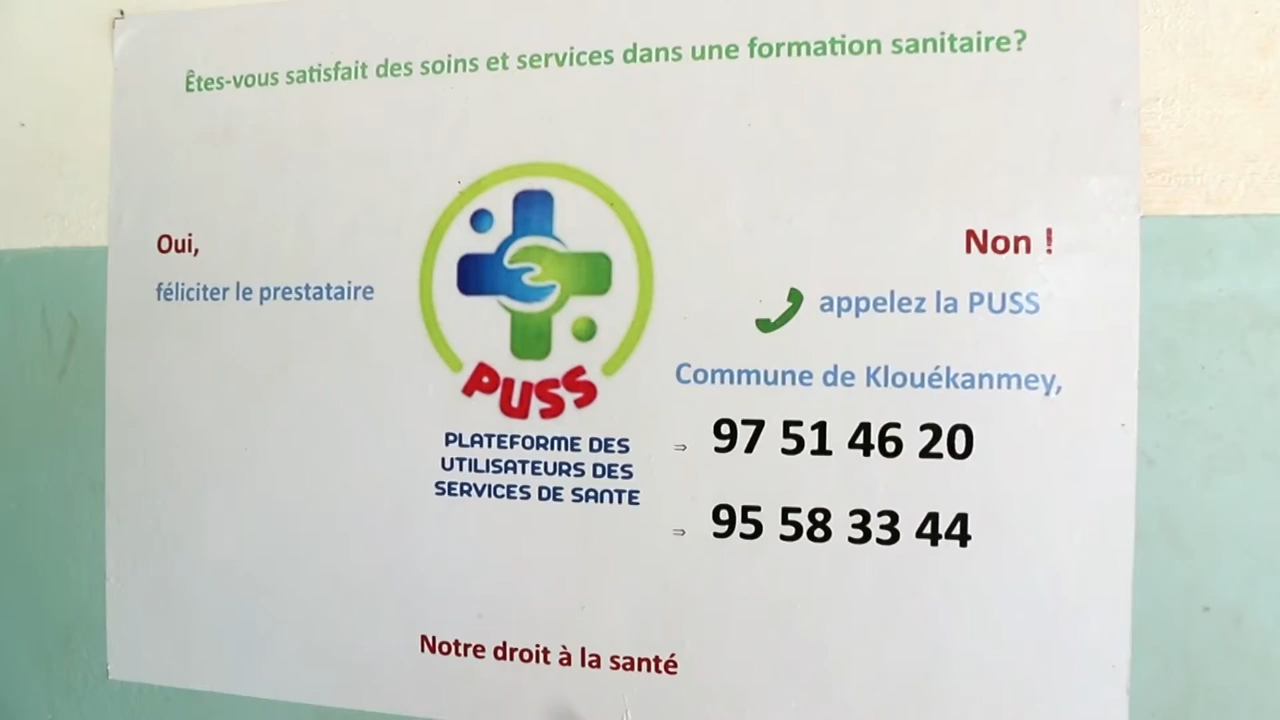 Êtes-vous satisfait des soins et services dans une formation sanitaire?
Oui,
féliciter le prestataire
PUSS
PLATEFORME DES
UTILISATEURS DES
SERVICES DE SANTE
Non !
appelez la PUSS
Commune de Klouékanmey,
⇒ 97 51 46 20
⇒ 95 58 33 44
Notre droit à la santé